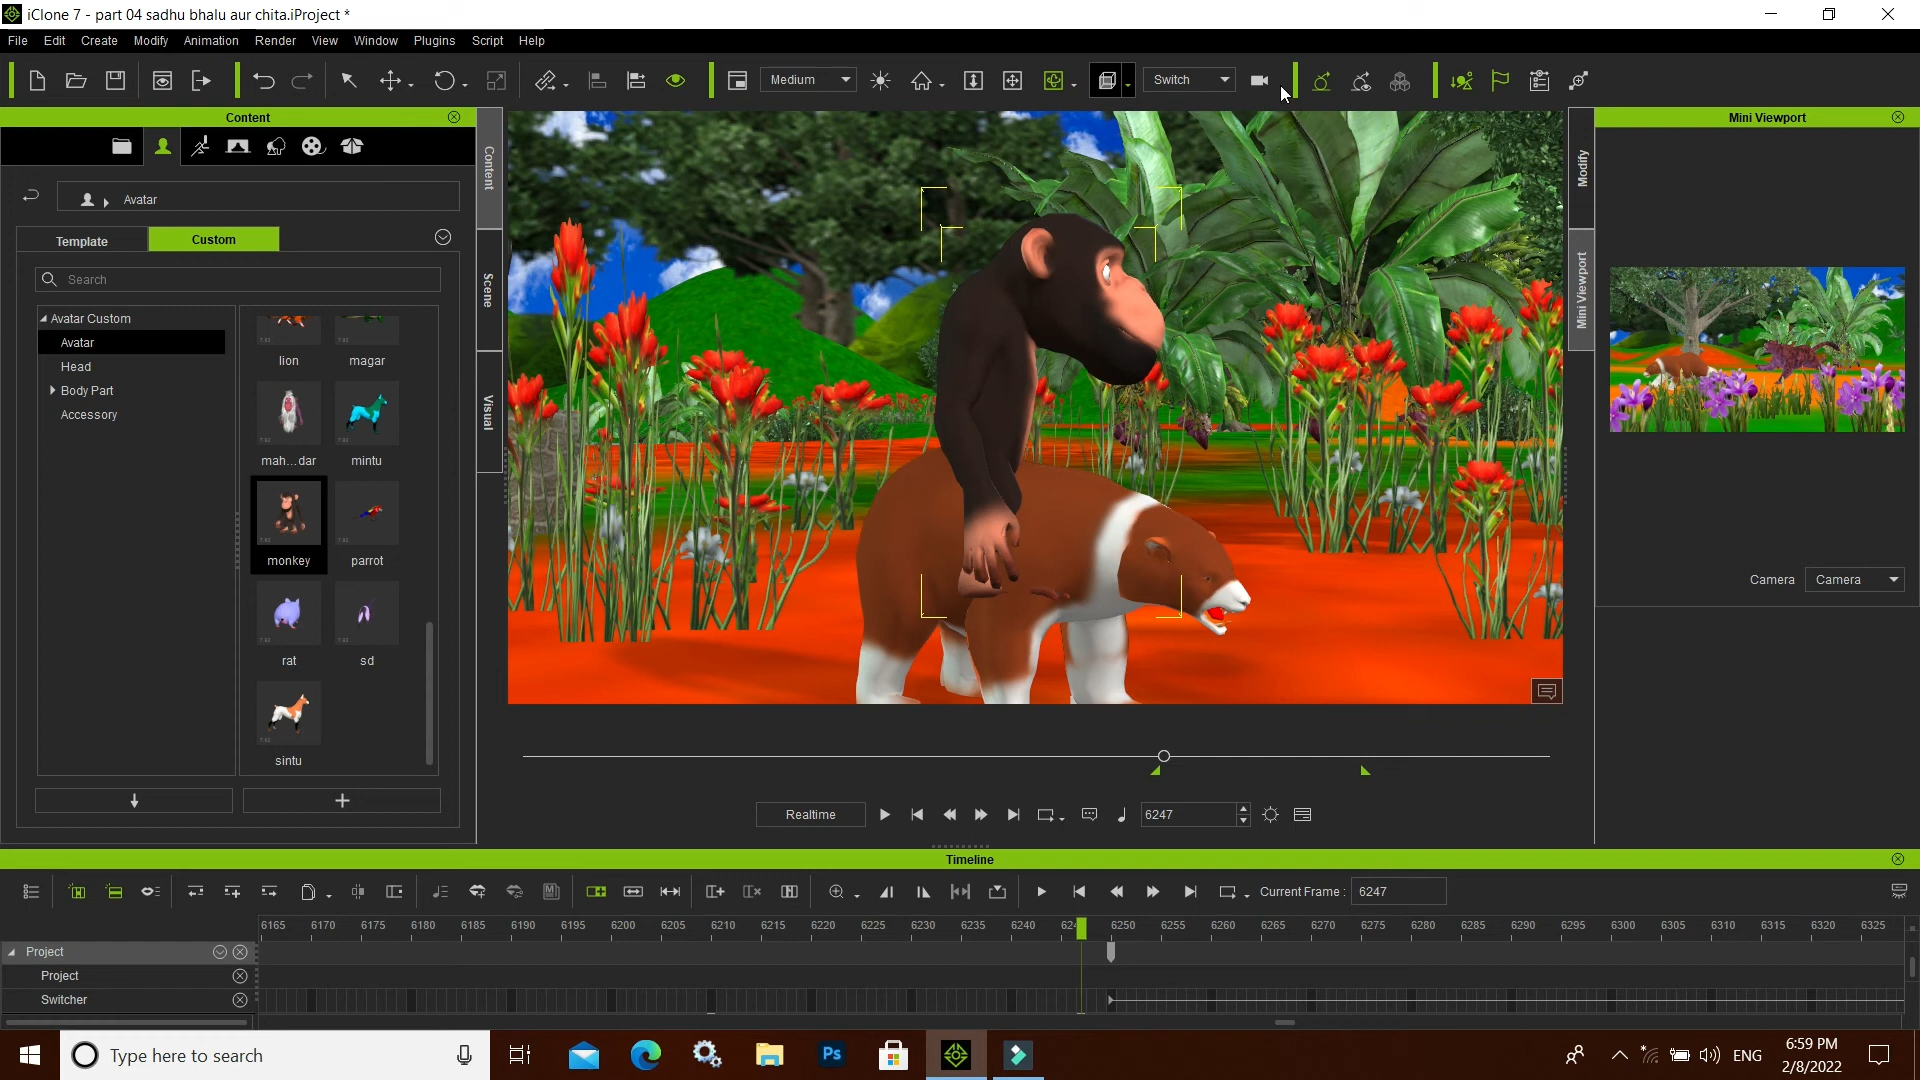 iClone 7 - part 04 sadhu bhalu aur chita.iProject *
File Edit Create Modify Animation Render View Window Plugins Script Help
Medium
Switch
Content
Mini Viewport
Avatar
Template Custom
Search
Avatar Custom
Avatar
Head
Body Part
Accessory
lion magar
mah...dar mintu
monkey parrot
rat sd
sintu
Content
Scene
Visual
Modify
Mini Viewport
Camera Camera
Realtime 6247
Timeline
Current Frame : 6247
6165 6170 6175 6180 6185 6190 6195 6200 6205 6210 6215 6220 6225 6230 6235 6240 624 6250 6255 6260 6265 6270 6275 6280 6285 6290 6295 6300 6305 6310 6315 6320 6325
Project
Project
Switcher
Type here to search
Ps
ENG
6:59 PM
2/8/2022